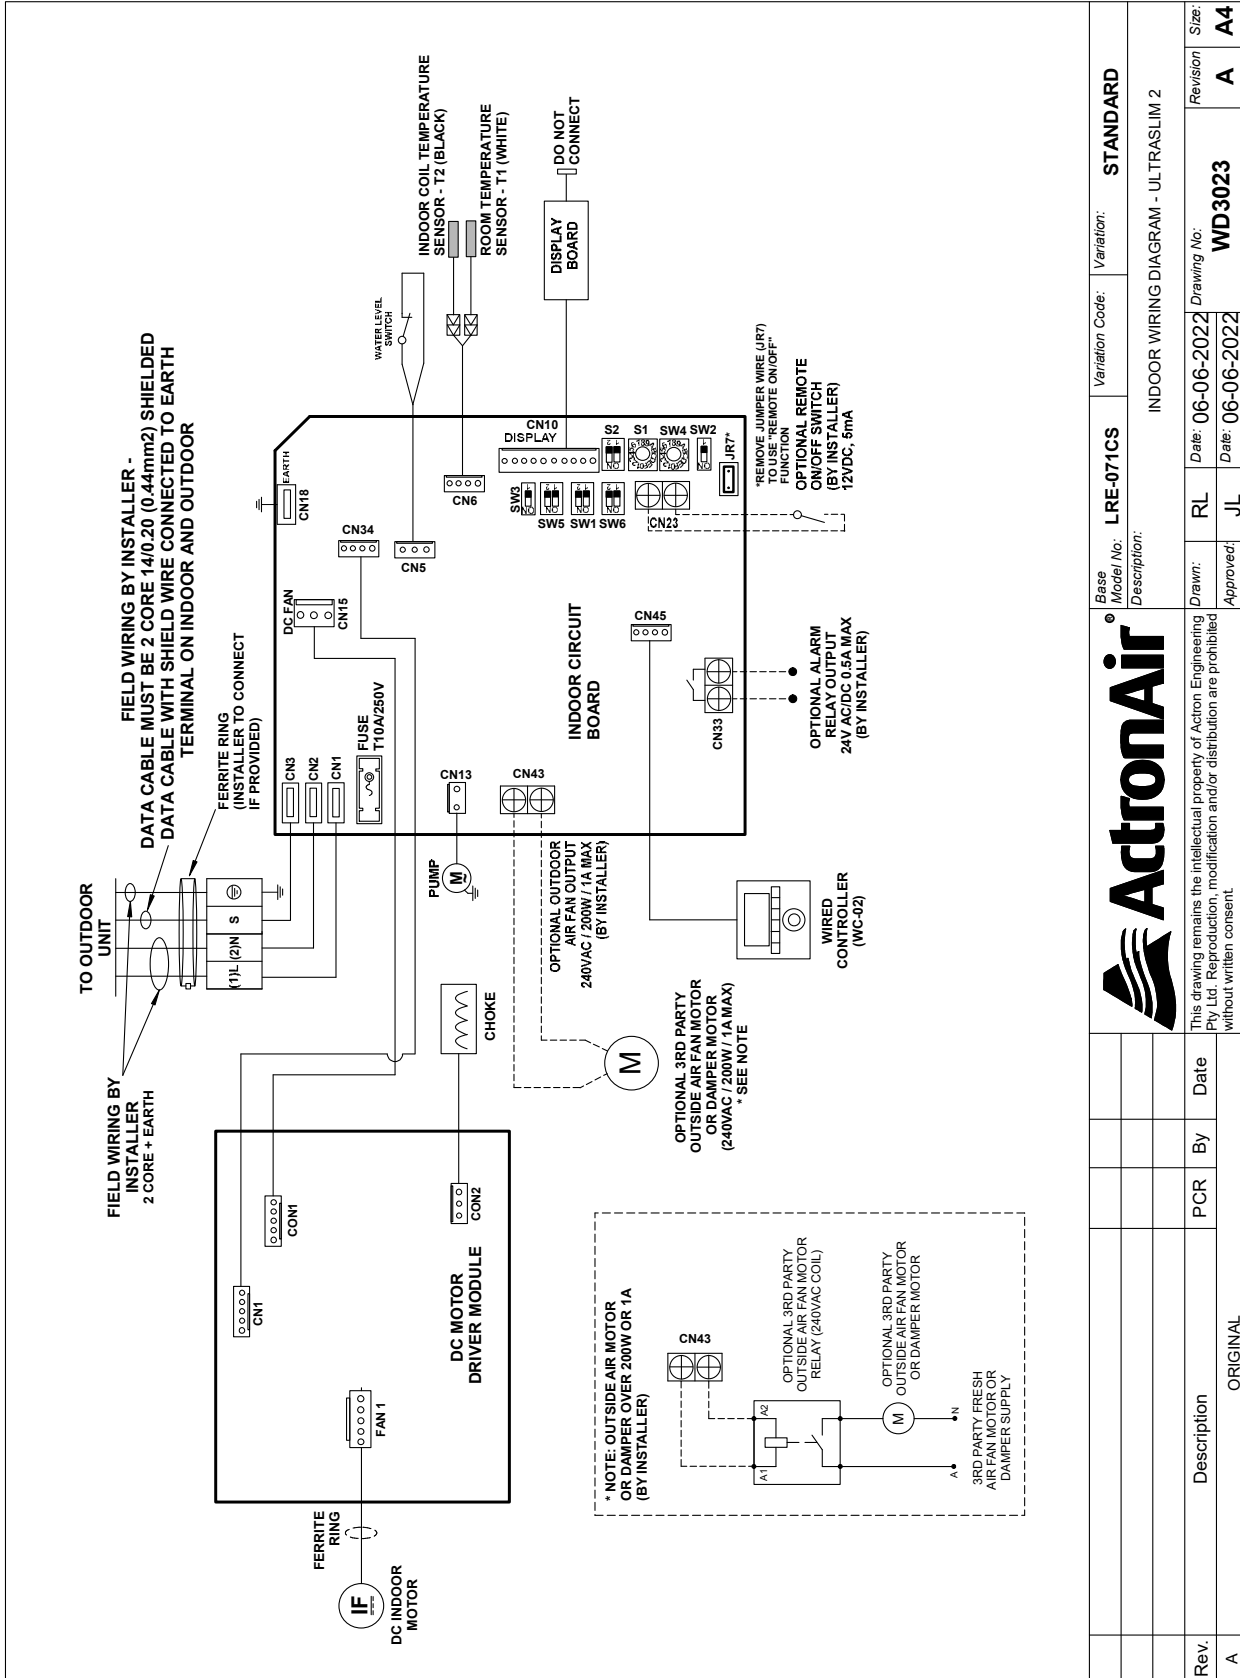 FIELD WIRING BY INSTALLER -
DATA CABLE MUST BE 2 CORE 14/0.20 (0.44mm2) SHIELDED
DATA CABLE WITH SHIELD WIRE CONNECTED TO EARTH
TERMINAL ON INDOOR AND OUTDOOR
TO OUTDOOR
UNIT
FIELD WIRING BY
INSTALLER
2 CORE + EARTH
FERRITE RING
(INSTALLER TO CONNECT
IF PROVIDED)
(1)L (2)N S
CN3
CN2
CN1
FUSE
T10A/250V
DC FAN
CN15
EARTH
CN18
CN34
CN5
CN6
WATER LEVEL
SWITCH
INDOOR COIL TEMPERATURE
SENSOR - T2 (BLACK)
ROOM TEMPERATURE
SENSOR - T1 (WHITE)
CN10
DISPLAY
DISPLAY
BOARD
DO NOT
CONNECT
S2 S1 SW4 SW2
SW3
SW5 SW1 SW6
ON
JR7*
CN23
*REMOVE JUMPER WIRE (JR7)
TO USE "REMOTE ON/OFF"
FUNCTION
OPTIONAL REMOTE
ON/OFF SWITCH
(BY INSTALLER)
12VDC, 5mA
INDOOR CIRCUIT
BOARD
CN45
CN33
OPTIONAL ALARM
RELAY OUTPUT
24V AC/DC 0.5A MAX
(BY INSTALLER)
CN13
CN43
PUMP
M
OPTIONAL OUTDOOR
AIR FAN OUTPUT
240VAC / 200W / 1A MAX
(BY INSTALLER)
WIRED
CONTROLLER
(WC-02)
CHOKE
M
OPTIONAL 3RD PARTY
OUTSIDE AIR FAN MOTOR
OR DAMPER MOTOR
(240VAC / 200W / 1A MAX)
* SEE NOTE
CN1
CON1
CON2
DC MOTOR
DRIVER MODULE
FAN 1
FERRITE
RING
IF
DC INDOOR
MOTOR
* NOTE: OUTSIDE AIR MOTOR
OR DAMPER OVER 200W OR 1A
(BY INSTALLER)
CN43
A1 A2
OPTIONAL 3RD PARTY
OUTSIDE AIR FAN MOTOR
RELAY (240VAC COIL)
M
OPTIONAL 3RD PARTY
OUTSIDE AIR FAN MOTOR
OR DAMPER MOTOR
A N
3RD PARTY FRESH
AIR FAN MOTOR OR
DAMPER SUPPLY
Rev. Description PCR By Date
A ORIGINAL
ActronAir®
This drawing remains the intellectual property of Actron Engineering
Pty Ltd. Reproduction, modification and/or distribution are prohibited
without written consent.
Base
Model No: LRE-071CS
Variation Code:
Variation: STANDARD
Description:
INDOOR WIRING DIAGRAM - ULTRASLIM 2
Drawn: RL Date: 06-06-2022
Approved: JL Date: 06-06-2022
Drawing No: WD3023
Revision A
Size: A4